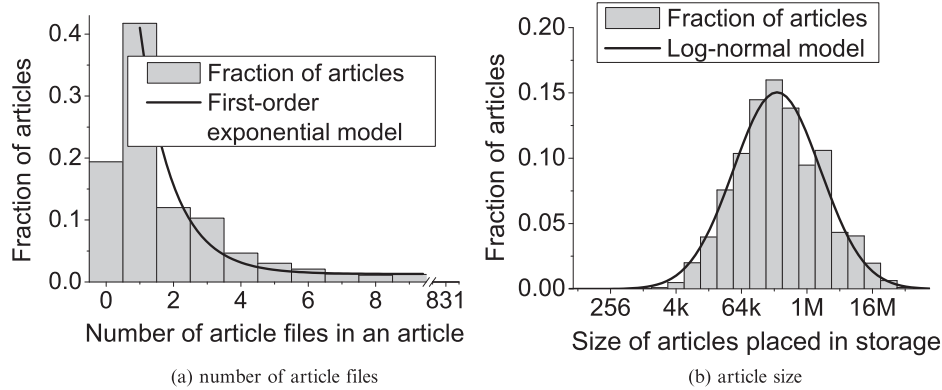 0.4
0.3
0.2
0.1
0.0
Fraction of articles
Fraction of articles
First-order
exponential model
0 2 4 6 8 831
Number of article files in an article
(a) number of article files
0.20
0.15
0.10
0.05
0.00
Fraction of articles
Fraction of articles
Log-normal model
256 4k 64k 1M 16M
Size of articles placed in storage
(b) article size